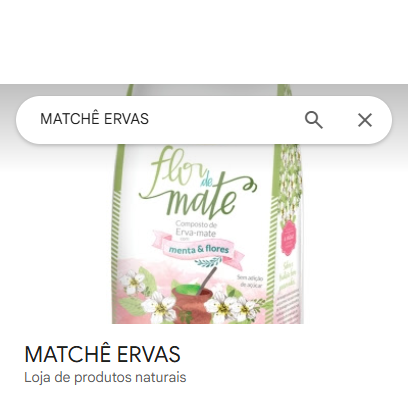 MATCHÊ ERVAS
flor
de
mate
Composto de
Erva-mate
com
menta & flores
sem adição
de açúcar
MATCHÊ ERVAS
Loja de produtos naturais